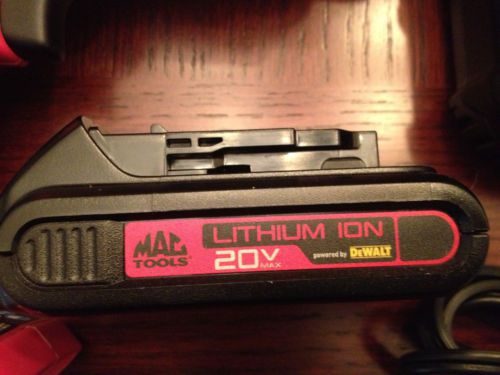 MAC
TOOLS
LITHIUM ION
20V
MAX
powered by DEWALT